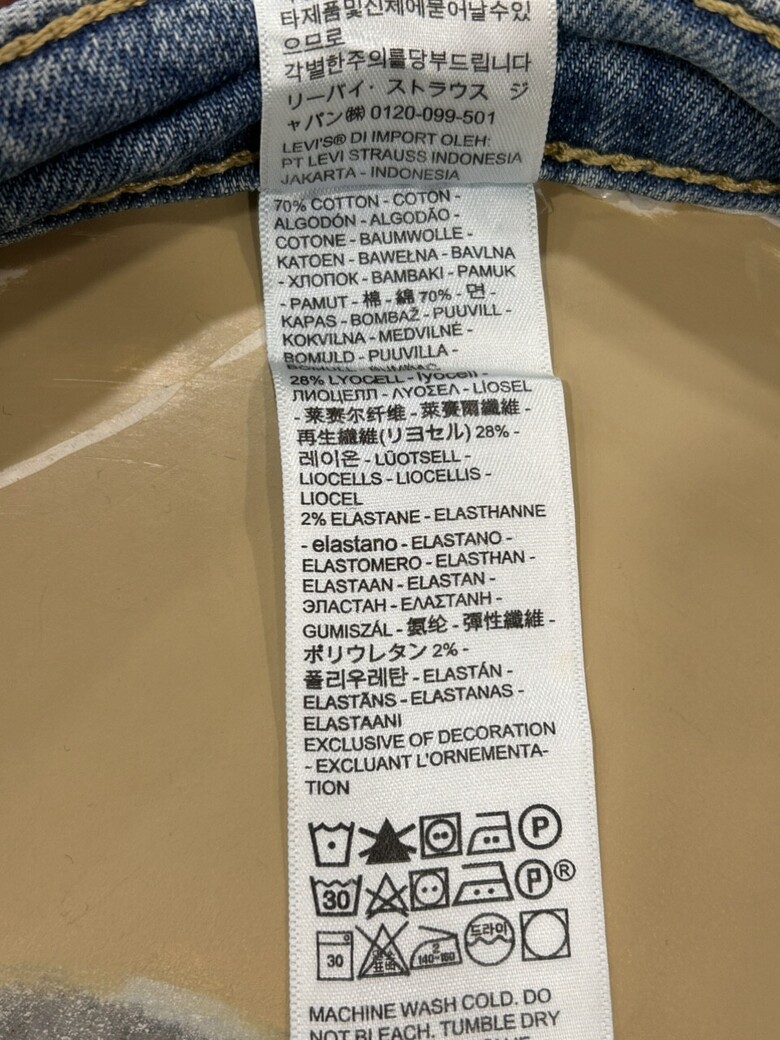 타제품및신체에묻어날수있
으므로
각별한주의를당부드립니다
リーバイ・ストラウス ジ
ャパン㈱ 0120-099-501
LEVI'S® DI IMPORT OLEH:
PT LEVI STRAUSS INDONESIA
JAKARTA - INDONESIA
70% COTTON - COTON -
ALGODÓN - ALGODÃO -
COTONE - BAUMWOLLE -
KATOEN - BAWEŁNA - BAVLNA
- ХЛОПОК - BAMBAKI - PAMUK
- PAMUT - 棉 - 綿 70% - 면 -
KAPAS - BOMBAŽ - PUUVILL -
KOKVILNA - MEDVILNĖ -
BOMULD - PUUVILLA -
28% LYOCELL - lyocell -
ЛИОЦЕЛЛ - ΛΥΟΣΕΛ - LİOSEL
- 莱赛尔纤维 - 萊賽爾纖維 -
再生繊維(リヨセル) 28% -
레이온 - LÜOTSELL -
LIOCELLS - LIOCELLIS -
LIOCEL
2% ELASTANE - ELASTHANNE
- elastano - ELASTANO -
ELASTOMERO - ELASTHAN -
ELASTAAN - ELASTAN -
ЭЛАСТАН - ΕΛΑΣΤΑΝΗ -
GUMISZÁL - 氨纶 - 彈性纖維 -
ポリウレタン 2% -
폴리우레탄 - ELASTÁN -
ELASTĀNS - ELASTANAS -
ELASTAANI
EXCLUSIVE OF DECORATION
- EXCLUANT L'ORNEMENTA-
TION
P
30 P ®
30 2 140-160 드라이
MACHINE WASH COLD. DO
NOT BLEACH. TUMBLE DRY